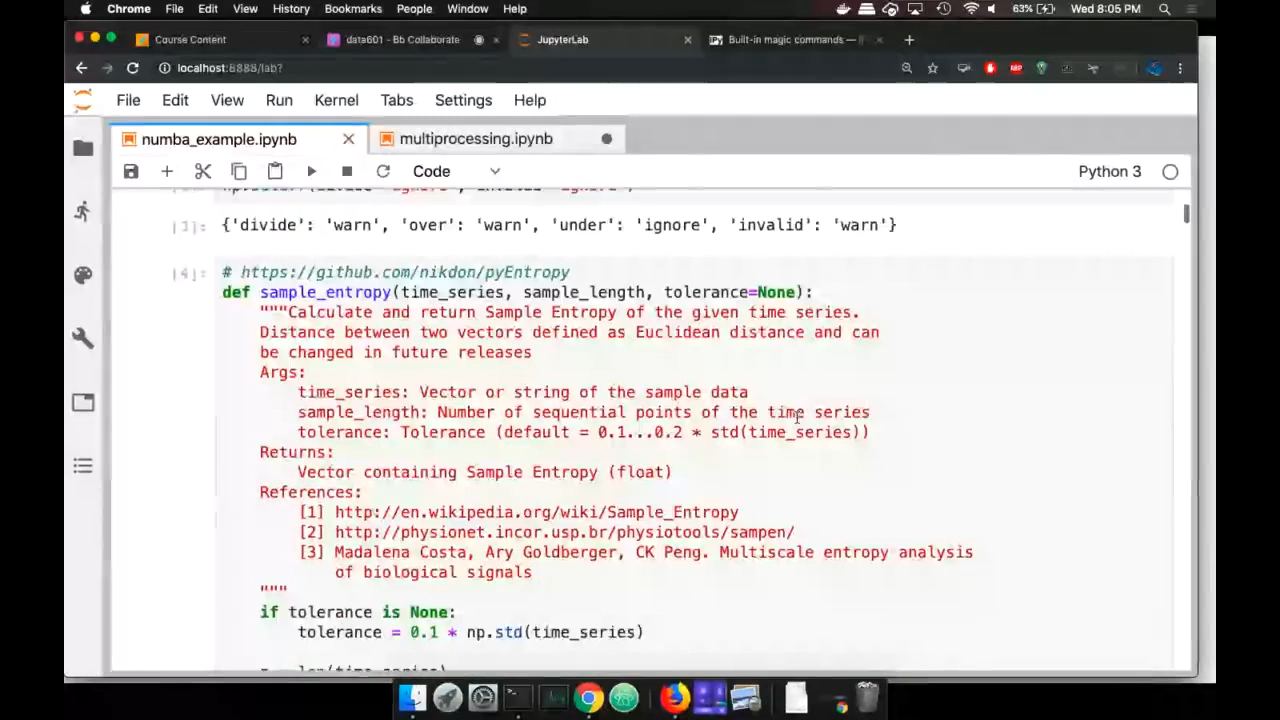 Chrome File Edit View History Bookmarks People Window Help 63% Wed 8:05 PM
Course Content data601 - Bb Collaborate JupyterLab Built-in magic commands —
localhost:8888/lab?
File Edit View Run Kernel Tabs Settings Help
numba_example.ipynb multiprocessing.ipynb
Code Python 3
[3]: {'divide': 'warn', 'over': 'warn', 'under': 'ignore', 'invalid': 'warn'}
[4]: # https://github.com/nikdon/pyEntropy
def sample_entropy(time_series, sample_length, tolerance=None):
"""Calculate and return Sample Entropy of the given time series.
Distance between two vectors defined as Euclidean distance and can
be changed in future releases
Args:
time_series: Vector or string of the sample data
sample_length: Number of sequential points of the time series
tolerance: Tolerance (default = 0.1...0.2 * std(time_series))
Returns:
Vector containing Sample Entropy (float)
References:
[1] http://en.wikipedia.org/wiki/Sample_Entropy
[2] http://physionet.incor.usp.br/physiotools/sampen/
[3] Madalena Costa, Ary Goldberger, CK Peng. Multiscale entropy analysis
of biological signals
"""
if tolerance is None:
tolerance = 0.1 * np.std(time_series)